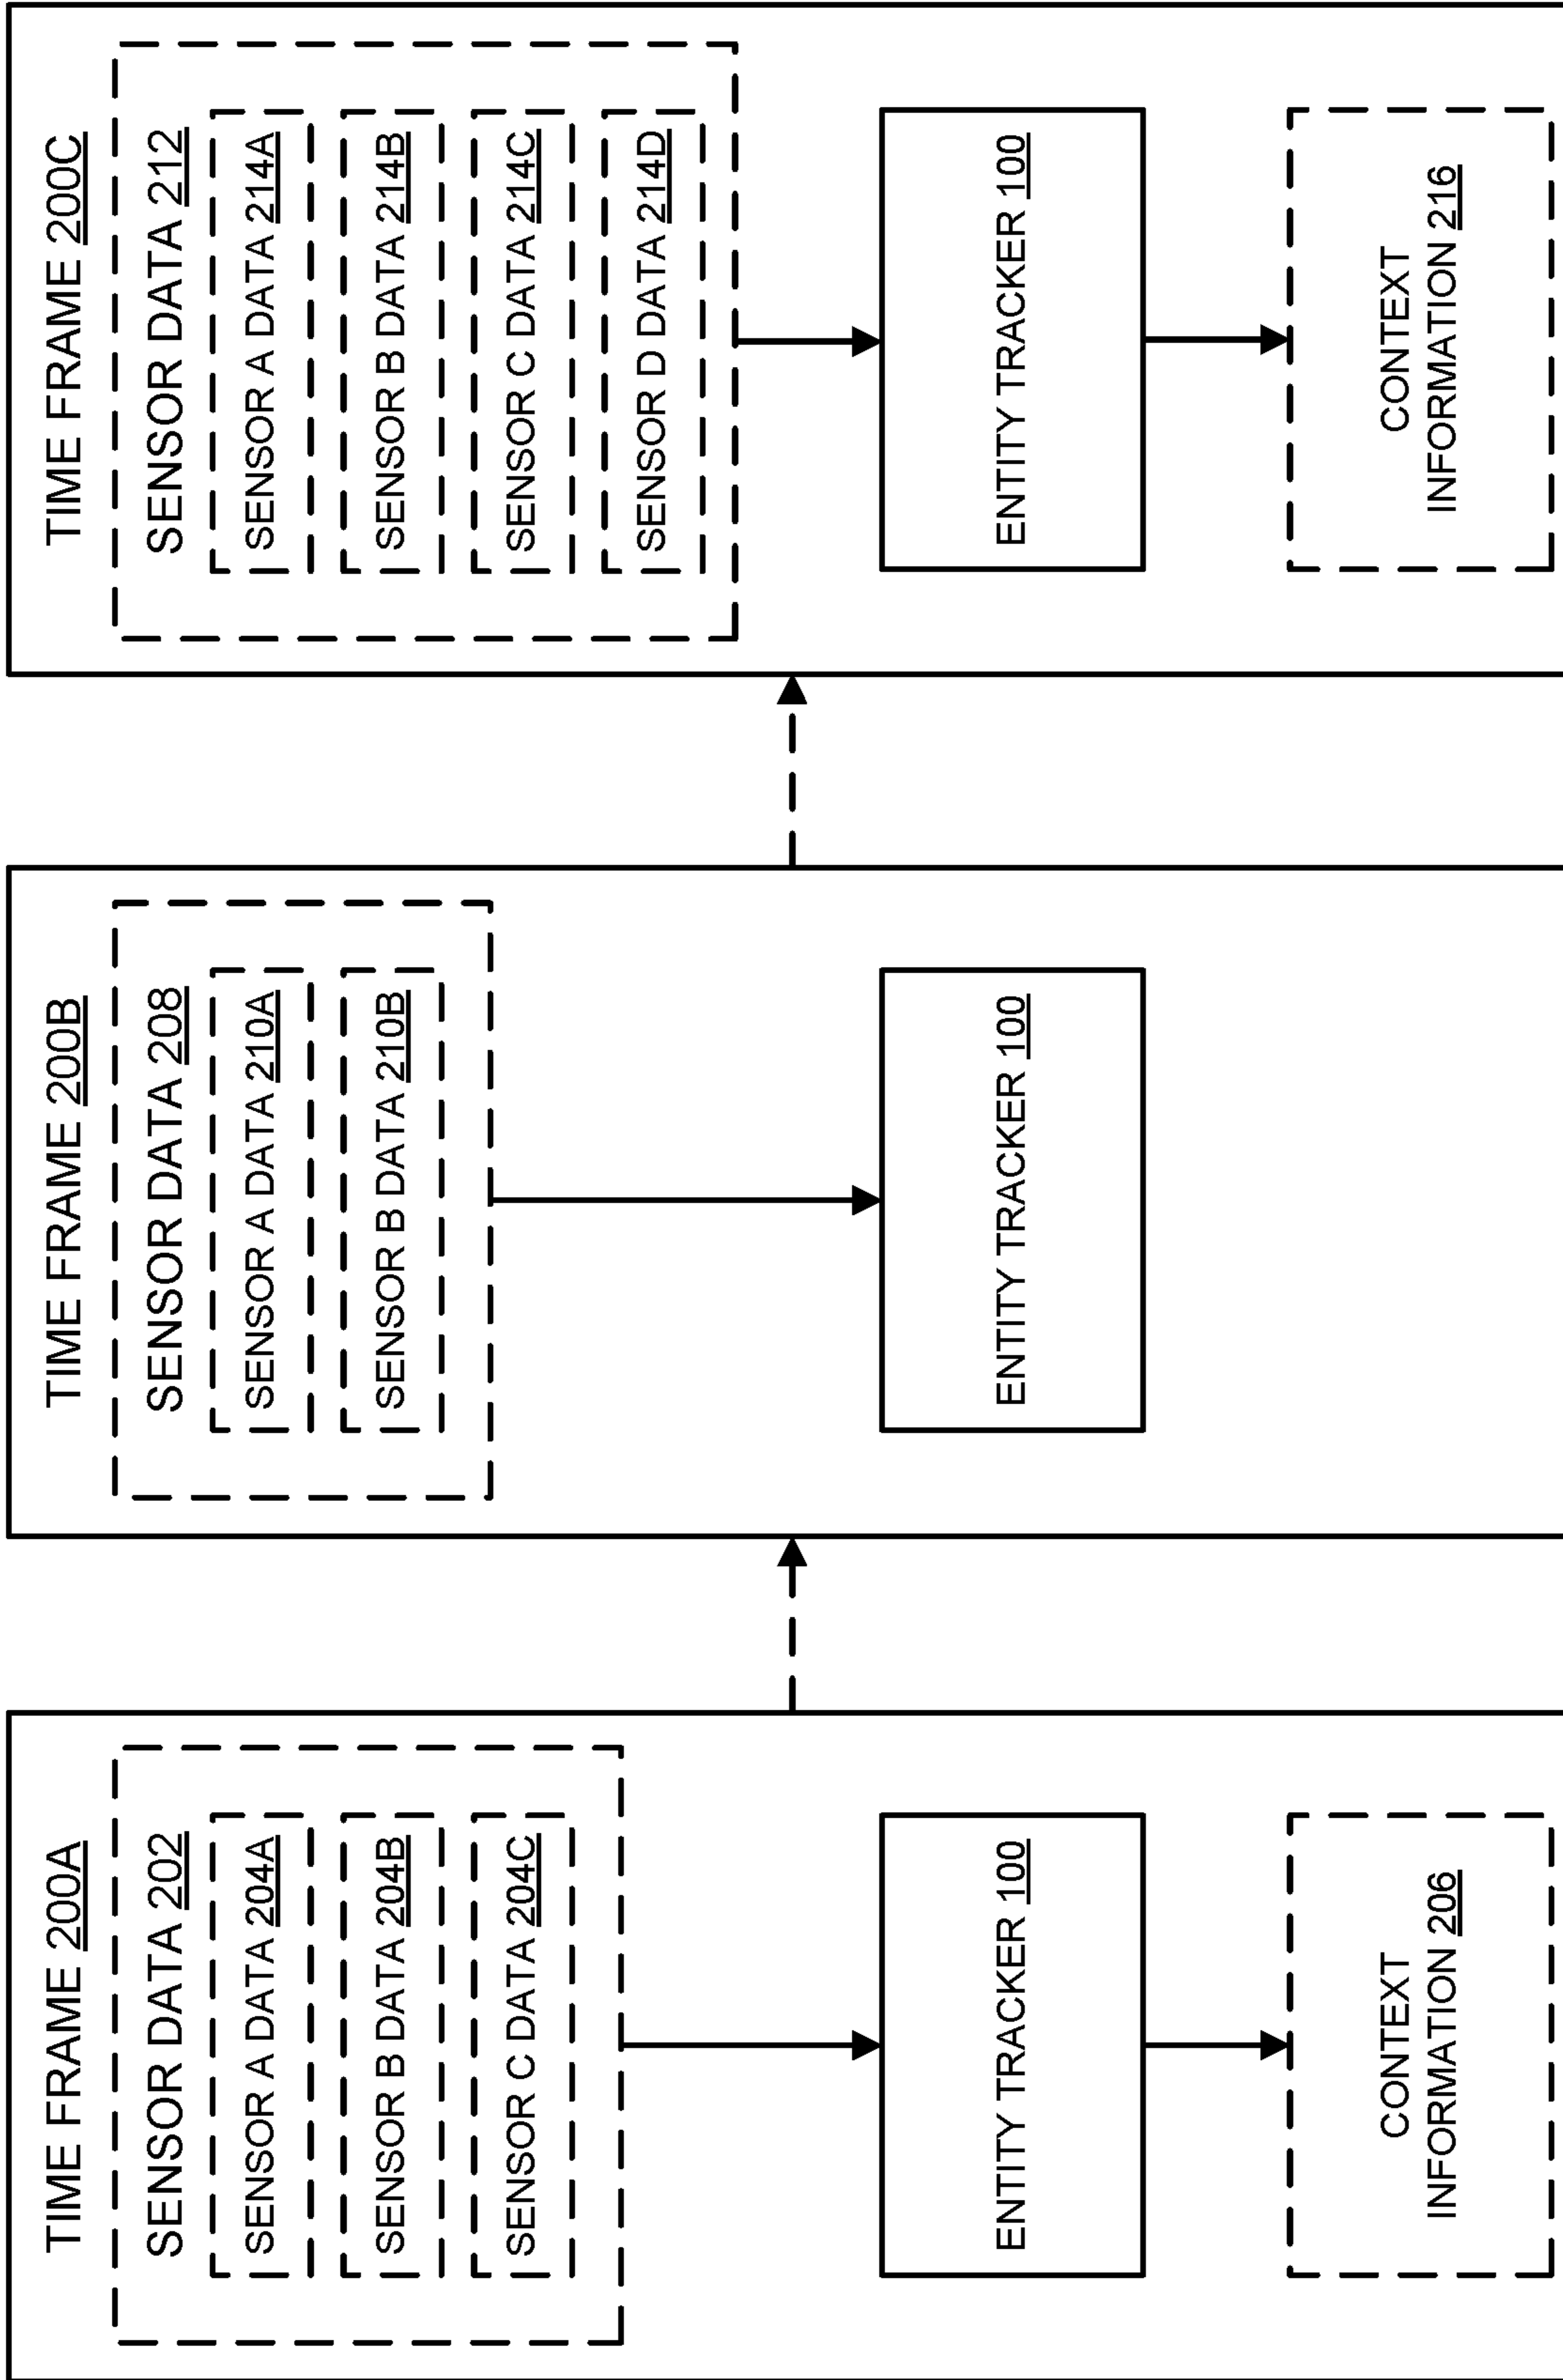 TIME FRAME 200A
SENSOR DATA 202
SENSOR A DATA 204A
SENSOR B DATA 204B
SENSOR C DATA 204C
ENTITY TRACKER 100
CONTEXT
INFORMATION 206
TIME FRAME 200B
SENSOR DATA 208
SENSOR A DATA 210A
SENSOR B DATA 210B
ENTITY TRACKER 100
TIME FRAME 200C
SENSOR DATA 212
SENSOR A DATA 214A
SENSOR B DATA 214B
SENSOR C DATA 214C
SENSOR D DATA 214D
ENTITY TRACKER 100
CONTEXT
INFORMATION 216